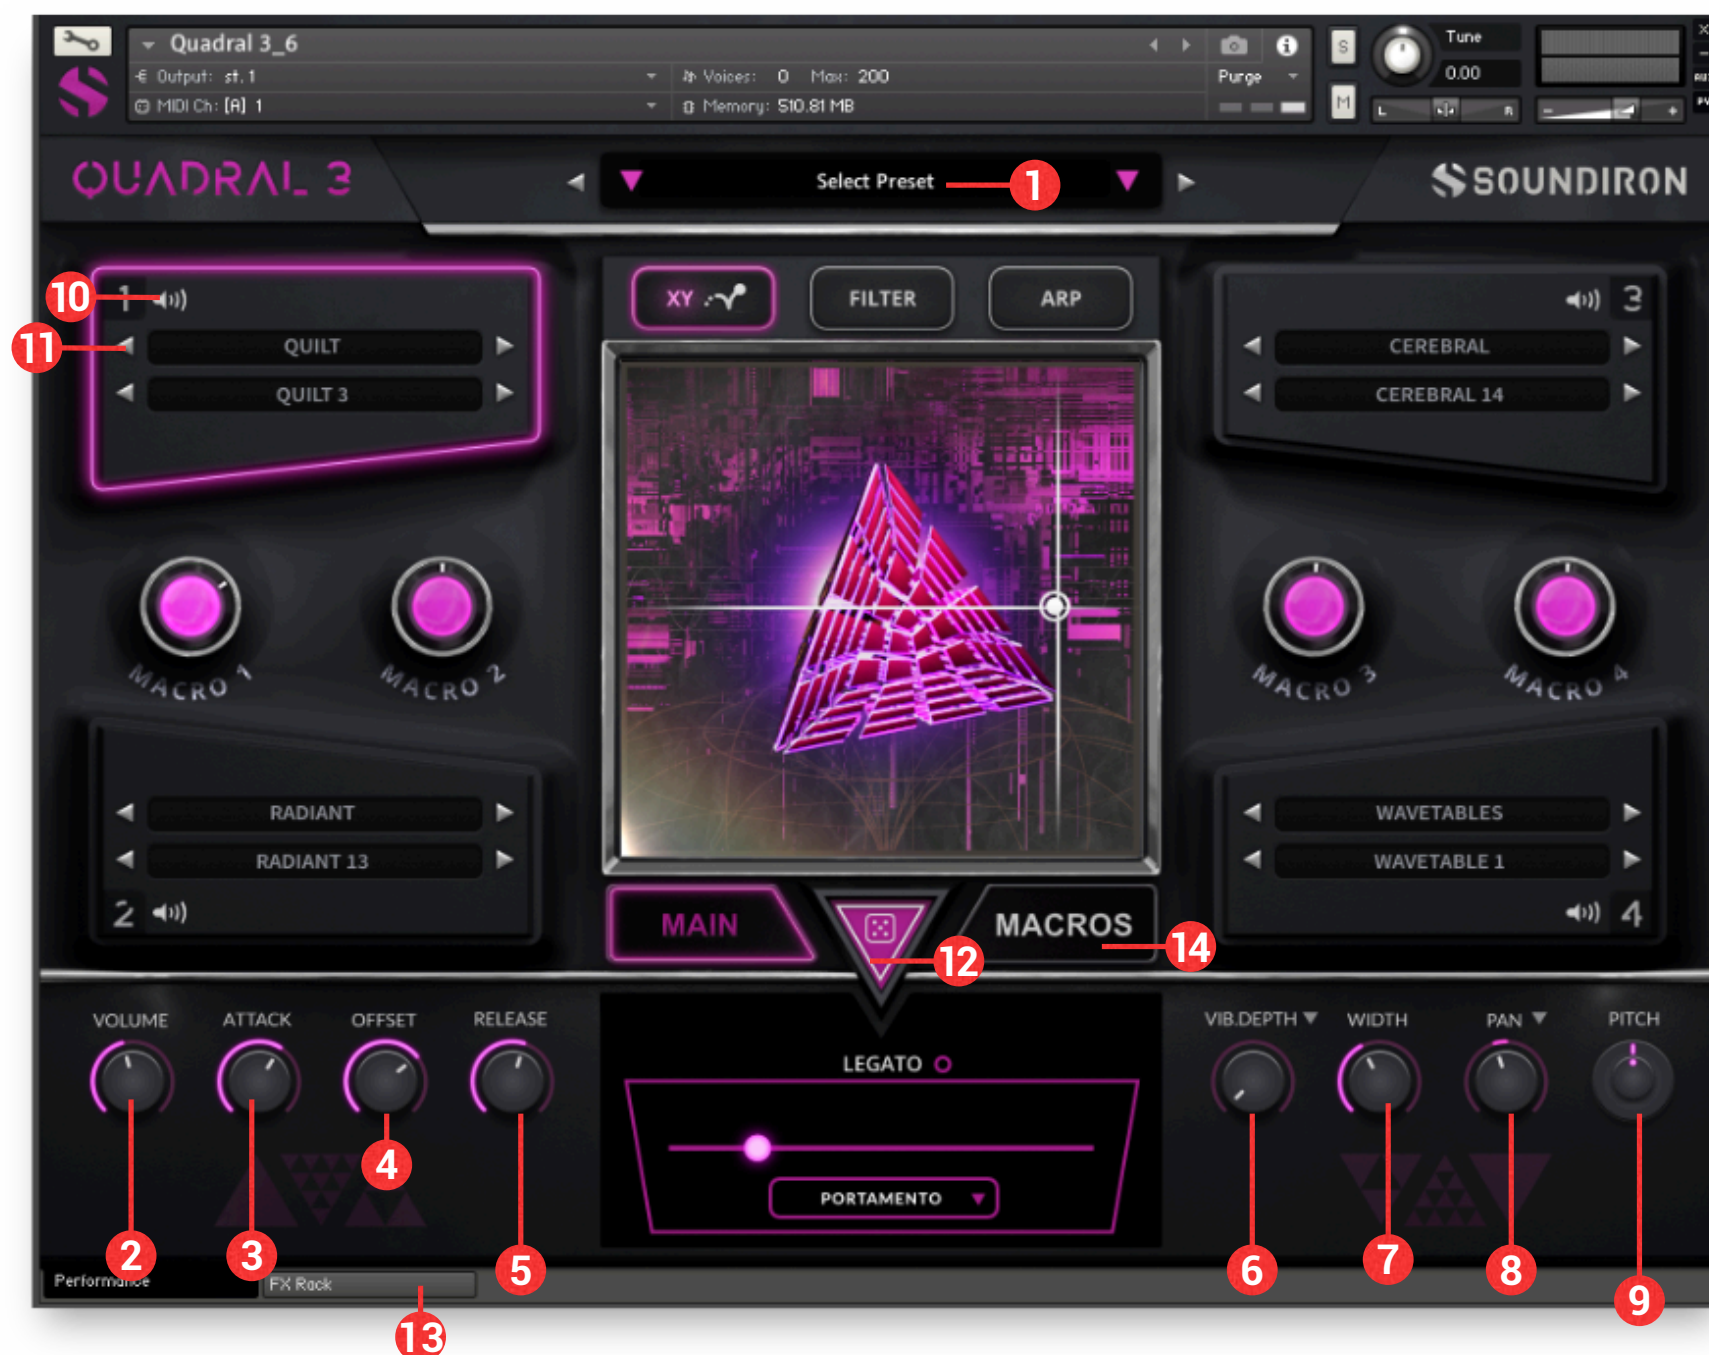 Quadral 3_6
Output: st. 1
Voices: 0 Max: 200
Purge
MIDI Ch: [A] 1
Memory: 510.81 MB
S
M
Tune
0.00
L
R
QUADRAL 3
Select Preset
1
SOUNDIRON
10
1
11
QUILT
QUILT 3
XY
FILTER
ARP
3
CEREBRAL
CEREBRAL 14
MACRO 1
MACRO 2
MACRO 3
MACRO 4
RADIANT
RADIANT 13
2
WAVETABLES
WAVETABLE 1
4
MAIN
12
MACROS
14
VOLUME
ATTACK
OFFSET
RELEASE
LEGATO
PORTAMENTO
VIB.DEPTH
WIDTH
PAN
PITCH
2
3
4
5
6
7
8
9
Performance
FX Rack
13